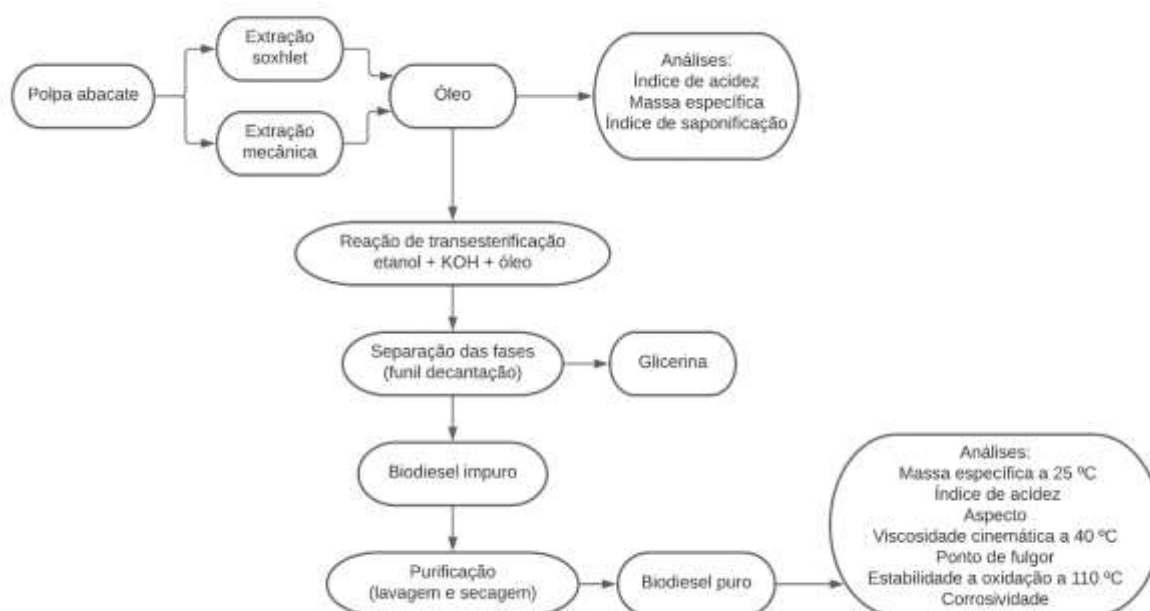 Polpa abacate
Extração
soxhlet
Extração
mecânica
Óleo
Análises:
Índice de acidez
Massa específica
Índice de saponificação
Reação de transesterificação
etanol + KOH + óleo
Separação das fases
(funil decantação)
Glicerina
Biodiesel impuro
Purificação
(lavagem e secagem)
Biodiesel puro
Análises:
Massa específica a 25 ºC
Índice de acidez
Aspecto
Viscosidade cinemática a 40 ºC
Ponto de fulgor
Estabilidade a oxidação a 110 ºC
Corrosividade